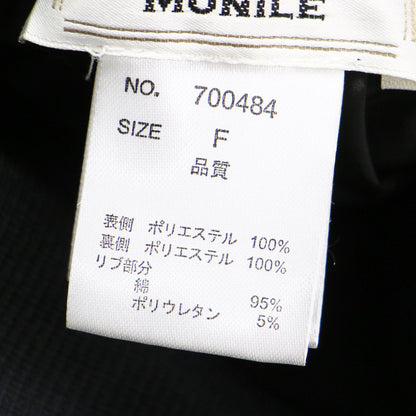 MONILE
NO. 700484
SIZE F
品質
表側 ポリエステル 100%
裏側 ポリエステル 100%
リブ部分
綿 95%
ポリウレタン 5%